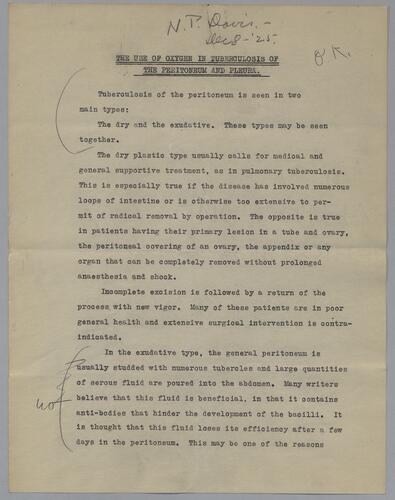 N. P. Davis.-
Dec 8-'25.
O.K.
THE USE OF OXYGEN IN TUBERCULOSIS OF
THE PERITONEUM AND PLEURA.
Tuberculosis of the peritoneum is seen in two
main types:
The dry and the exudative. These types may be seen
together.
The dry plastic type usually calls for medical and
general supportive treatment, as in pulmonary tuberculosis.
This is especially true if the disease has involved numerous
loops of intestine or is otherwise too extensive to per-
mit of radical removal by operation. The opposite is true
in patients having their primary lesion in a tube and ovary,
the peritoneal covering of an ovary, the appendix or any
organ that can be completely removed without prolonged
anaesthesia and shock.
Incomplete excision is followed by a return of the
process with new vigor. Many of these patients are in poor
general health and extensive surgical intervention is contra-
indicated.
In the exudative type, the general peritoneum is
usually studded with numerous tubercles and large quantities
of serous fluid are poured into the abdomen. Many writers
believe that this fluid is beneficial, in that it contains
no
anti-bodies that hinder the development of the bacilli. It
is thought that this fluid loses its efficiency after a few
days in the peritoneum. This may be one of the reasons